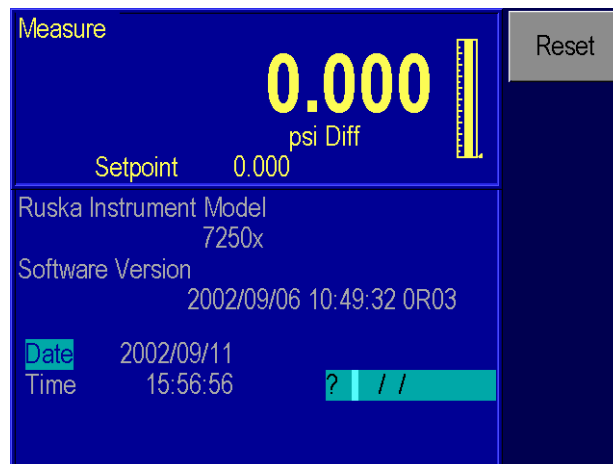 Measure
Reset
0.000
psi Diff
Setpoint 0.000
Ruska Instrument Model
7250x
Software Version
2002/09/06 10:49:32 0R03
Date 2002/09/11
Time 15:56:56 ? / /